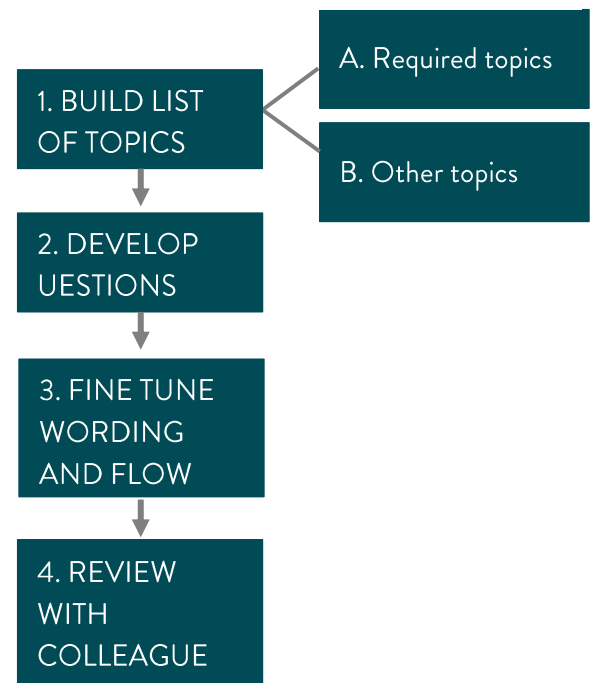 1. BUILD LIST
OF TOPICS
A. Required topics
B. Other topics
2. DEVELOP
UESTIONS
3. FINE TUNE
WORDING
AND FLOW
4. REVIEW
WITH
COLLEAGUE